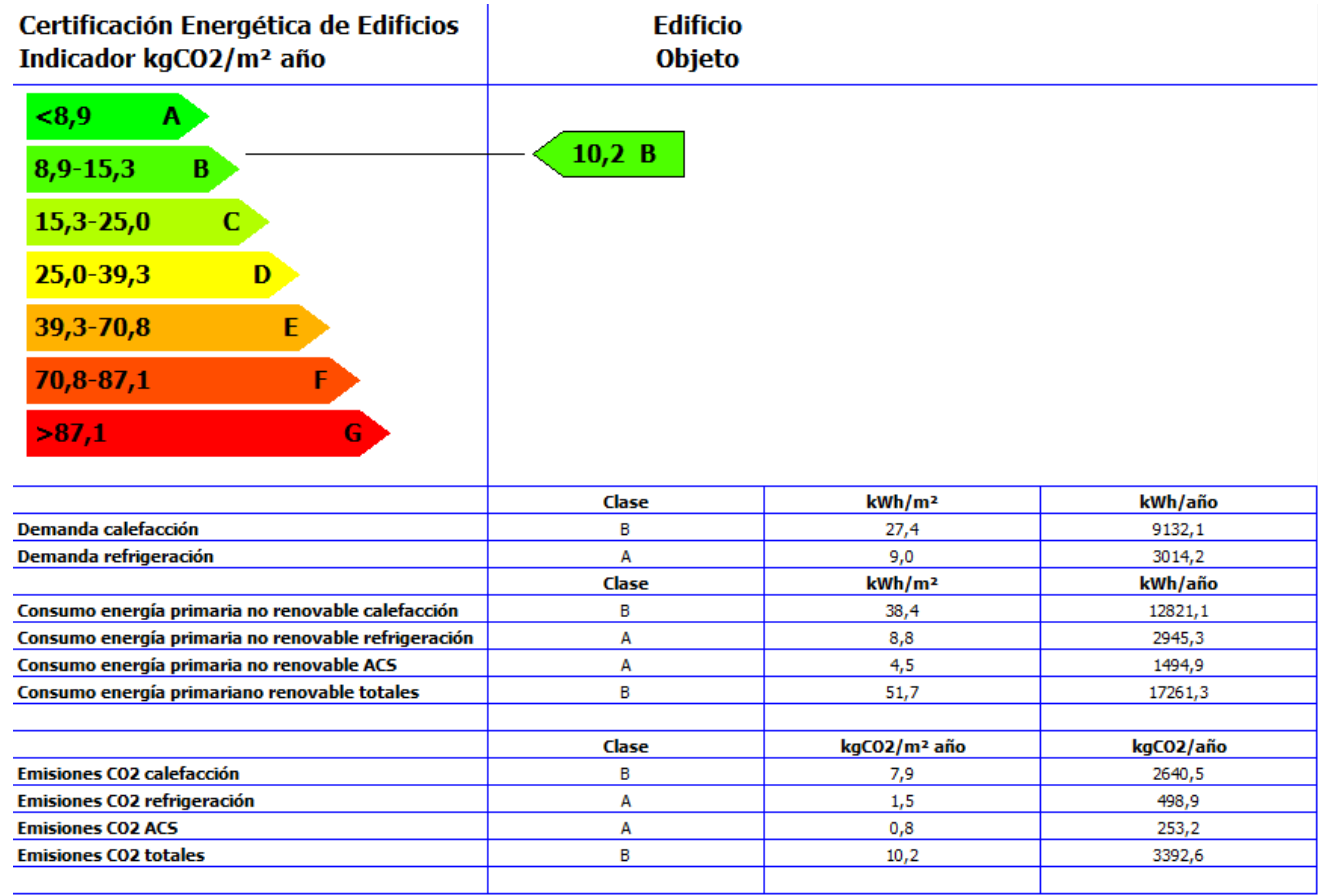 Certificación Energética de Edificios
Indicador kgCO2/m² año
Edificio
Objeto
<8,9 A
8,9-15,3 B
10,2 B
15,3-25,0 C
25,0-39,3 D
39,3-70,8 E
70,8-87,1 F
>87,1 G
Clase kWh/m² kWh/año
Demanda calefacción B 27,4 9132,1
Demanda refrigeración A 9,0 3014,2
Clase kWh/m² kWh/año
Consumo energía primaria no renovable calefacción B 38,4 12821,1
Consumo energía primaria no renovable refrigeración A 8,8 2945,3
Consumo energía primaria no renovable ACS A 4,5 1494,9
Consumo energía primariano renovable totales B 51,7 17261,3
Clase kgCO2/m² año kgCO2/año
Emisiones CO2 calefacción B 7,9 2640,5
Emisiones CO2 refrigeración A 1,5 498,9
Emisiones CO2 ACS A 0,8 253,2
Emisiones CO2 totales B 10,2 3392,6